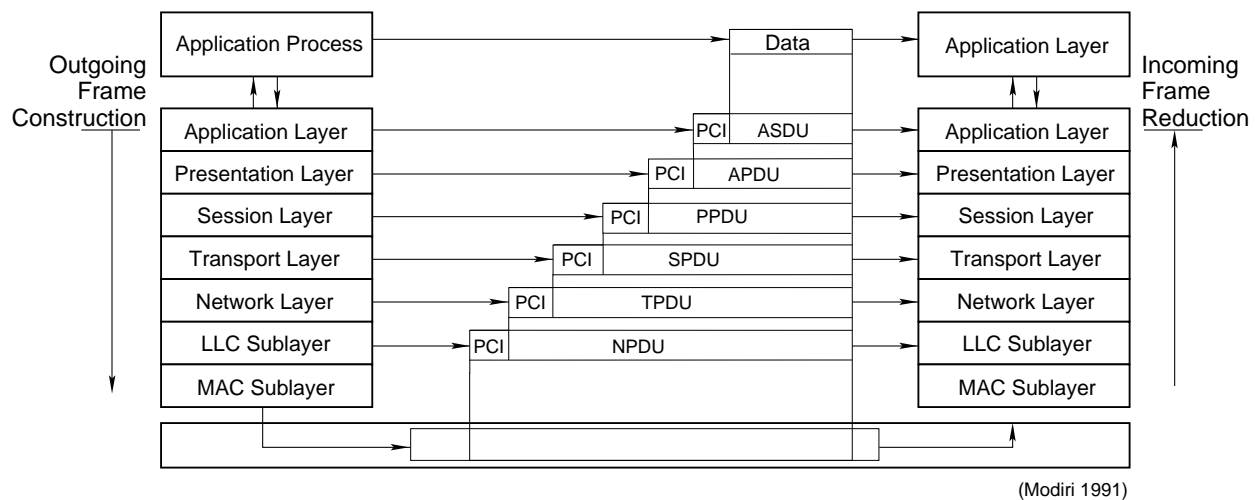 Application Process
Data
Application Layer
Outgoing
Frame
Construction
Incoming
Frame
Reduction
Application Layer
PCI
ASDU
Application Layer
Presentation Layer
PCI
APDU
Presentation Layer
Session Layer
PCI
PPDU
Session Layer
Transport Layer
PCI
SPDU
Transport Layer
Network Layer
PCI
TPDU
Network Layer
LLC Sublayer
PCI
NPDU
LLC Sublayer
MAC Sublayer
MAC Sublayer
(Modiri 1991)